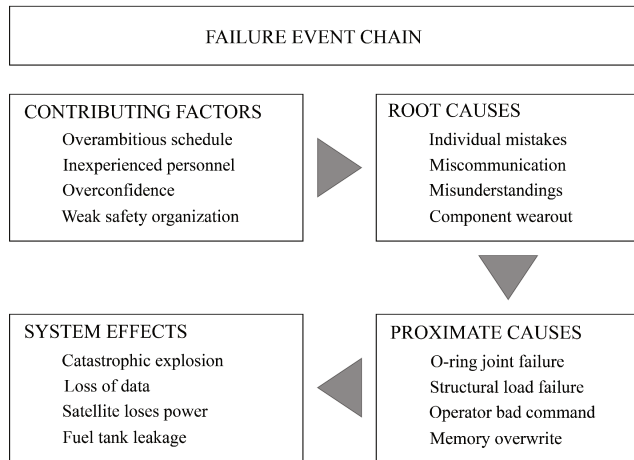 FAILURE EVENT CHAIN
CONTRIBUTING FACTORS
Overambitious schedule
Inexperienced personnel
Overconfidence
Weak safety organization
ROOT CAUSES
Individual mistakes
Miscommunication
Misunderstandings
Component wearout
SYSTEM EFFECTS
Catastrophic explosion
Loss of data
Satellite loses power
Fuel tank leakage
PROXIMATE CAUSES
O-ring joint failure
Structural load failure
Operator bad command
Memory overwrite